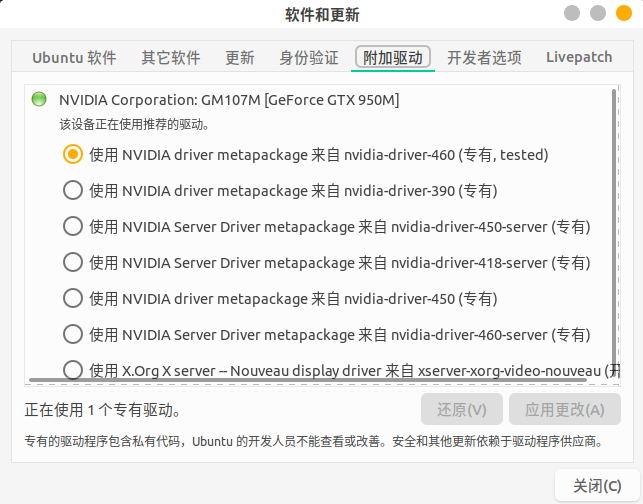 软件和更新
Ubuntu 软件 其它软件 更新 身份验证 附加驱动 开发者选项 Livepatch
NVIDIA Corporation: GM107M [GeForce GTX 950M]
该设备正在使用推荐的驱动。
使用 NVIDIA driver metapackage 来自 nvidia-driver-460 (专有, tested)
使用 NVIDIA driver metapackage 来自 nvidia-driver-390 (专有)
使用 NVIDIA Server Driver metapackage 来自 nvidia-driver-450-server (专有)
使用 NVIDIA Server Driver metapackage 来自 nvidia-driver-418-server (专有)
使用 NVIDIA driver metapackage 来自 nvidia-driver-450 (专有)
使用 NVIDIA Server Driver metapackage 来自 nvidia-driver-460-server (专有)
使用 X.Org X server -- Nouveau display driver 来自 xserver-xorg-video-nouveau (开
正在使用 1 个专有驱动。 还原(V) 应用更改(A)
专有的驱动程序包含私有代码，Ubuntu 的开发人员不能查看或改善。安全和其他更新依赖于驱动程序供应商。
关闭(C)